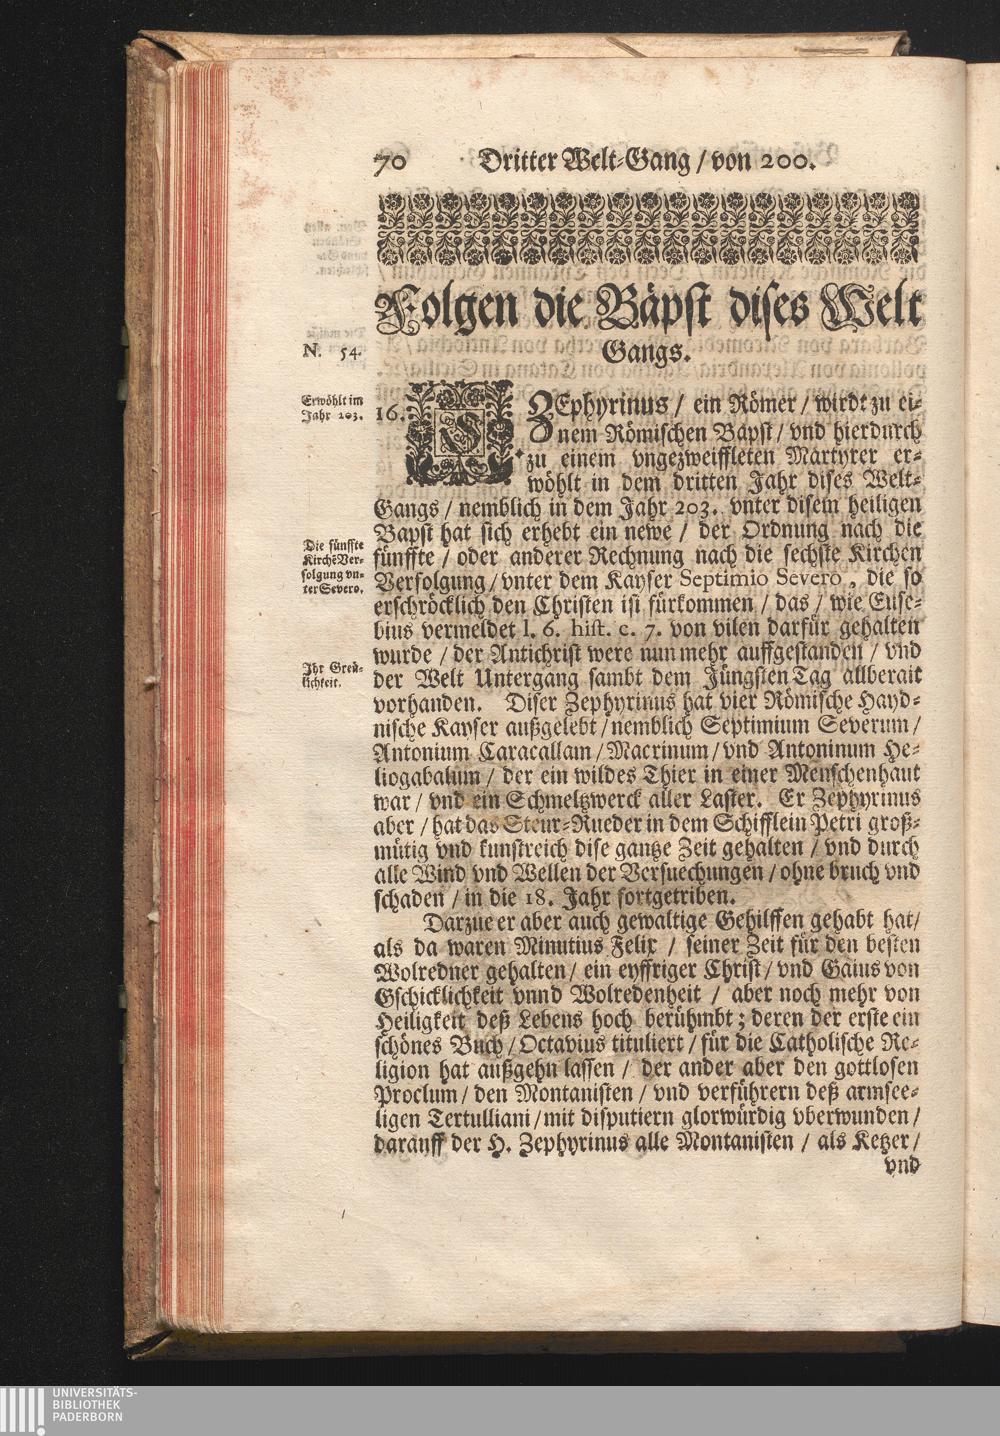 70 Dritter Welt-Gang / von 200.
Folgen die Bäpst dises Welt
Gangs.
N. 54.
Erwöhlt im
Jahr 203.
16. S. ZEphyrinus / ein Römer / wirdt zu ei-
nem Römischen Bapst / vnd hierdurch
zu einem vngezweiffleten Martyrer er-
wöhlt in dem dritten Jahr dises Welt-
Gangs / nemblich in dem Jahr 203. vnter disem heiligen
Bapst hat sich erhebt ein newe / der Ordnung nach die
Die fünffte
Kirchẽ Ver-
folgung vn-
ter Severo.
fünffte / oder anderer Rechnung nach die sechste Kirchen
Verfolgung / vnter dem Kayser Septimio Severo, die so
erschröcklich den Christen ist fürkommen / das / wie Euse-
bius vermeldet l. 6. hist. c. 7. von vilen darfür gehalten
wurde / der Antichrist were nun mehr auffgestanden / vnd
Ihr Greü-
lichkeit.
der Welt Untergang sambt dem Jüngsten Tag allberait
vorhanden. Diser Zephyrinus hat vier Römische Hayd-
nische Kayser außgelebt / nemblich Septimium Severum /
Antonium Caracallam / Macrinum / vnd Antoninum He-
liogabalum / der ein wildes Thier in einer Menschenhaut
war / vnd ein Schmeltzwerck aller Laster. Er Zephyrinus
aber / hat das Steur-Rueder in dem Schifflein Petri groß-
mütig vnd kunstreich dise gantze Zeit gehalten / vnd durch
alle Wind vnd Wellen der Versuechungen / ohne bruch vnd
schaden / in die 18. Jahr fortgetriben.
Darzue er aber auch gewaltige Gehilffen gehabt hat /
als da waren Minutius Felix / seiner Zeit für den besten
Wolredner gehalten / ein eyffriger Christ / vnd Gaius von
Gschicklichkeit vnnd Wolredenheit / aber noch mehr von
Heiligkeit deß Lebens hoch berühmbt ; deren der erste ein
schönes Buch / Octavius tituliert / für die Catholische Re-
ligion hat außgehn lassen / der ander aber den gottlosen
Proclum / den Montanisten / vnd verführern deß armsee-
ligen Tertulliani / mit disputiern glorwürdig vberwunden /
darauff der H. Zephyrinus alle Montanisten / als Ketzer /
vnd
UNIVERSITÄTS-
BIBLIOTHEK
PADERBORN